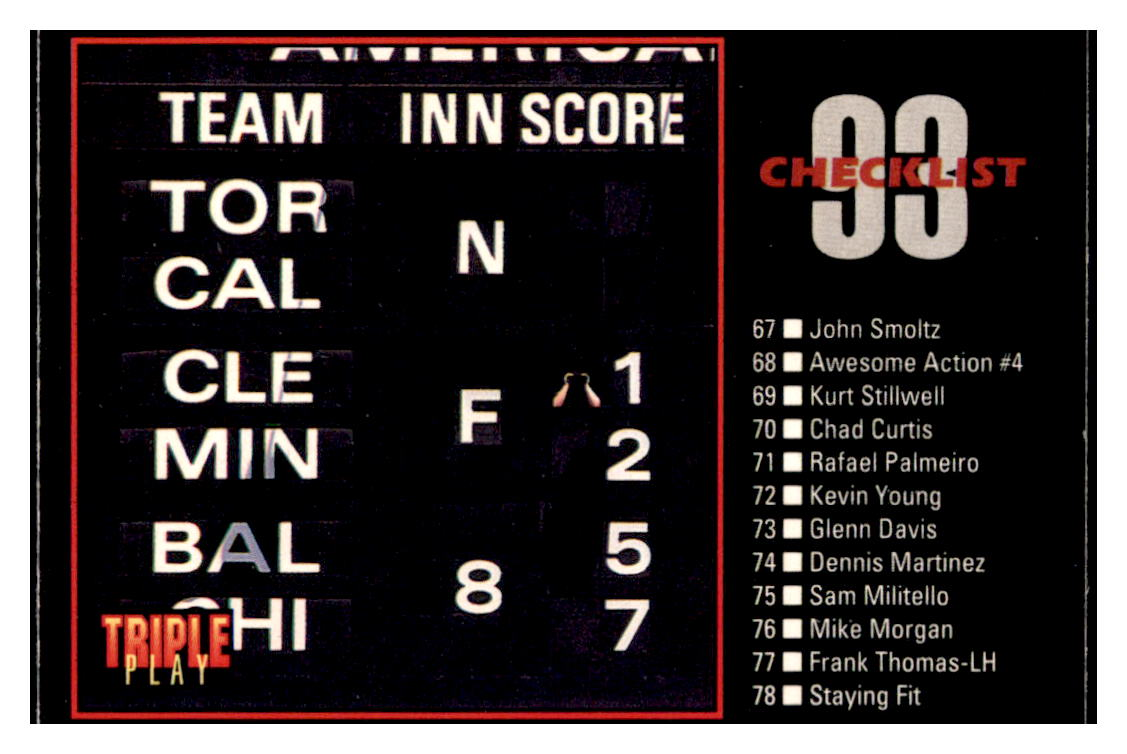 AMERICA
TEAM INN SCORE
TOR
N
CAL
CLE 1
F
MIN 2
BAL 5
8
CHI 7
TRIPLE
PLAY
93
CHECKLIST
67 John Smoltz
68 Awesome Action #4
69 Kurt Stillwell
70 Chad Curtis
71 Rafael Palmeiro
72 Kevin Young
73 Glenn Davis
74 Dennis Martinez
75 Sam Militello
76 Mike Morgan
77 Frank Thomas-LH
78 Staying Fit